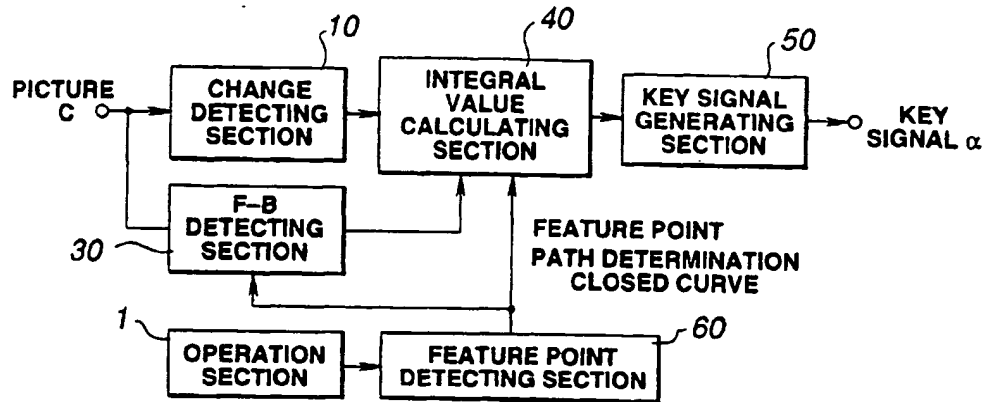 10
40
50
PICTURE
C
CHANGE
DETECTING
SECTION
INTEGRAL
VALUE
CALCULATING
SECTION
KEY SIGNAL
GENERATING
SECTION
KEY
SIGNAL α
F-B
DETECTING
SECTION
30
FEATURE POINT
PATH DETERMINATION
CLOSED CURVE
1
60
OPERATION
SECTION
FEATURE POINT
DETECTING SECTION